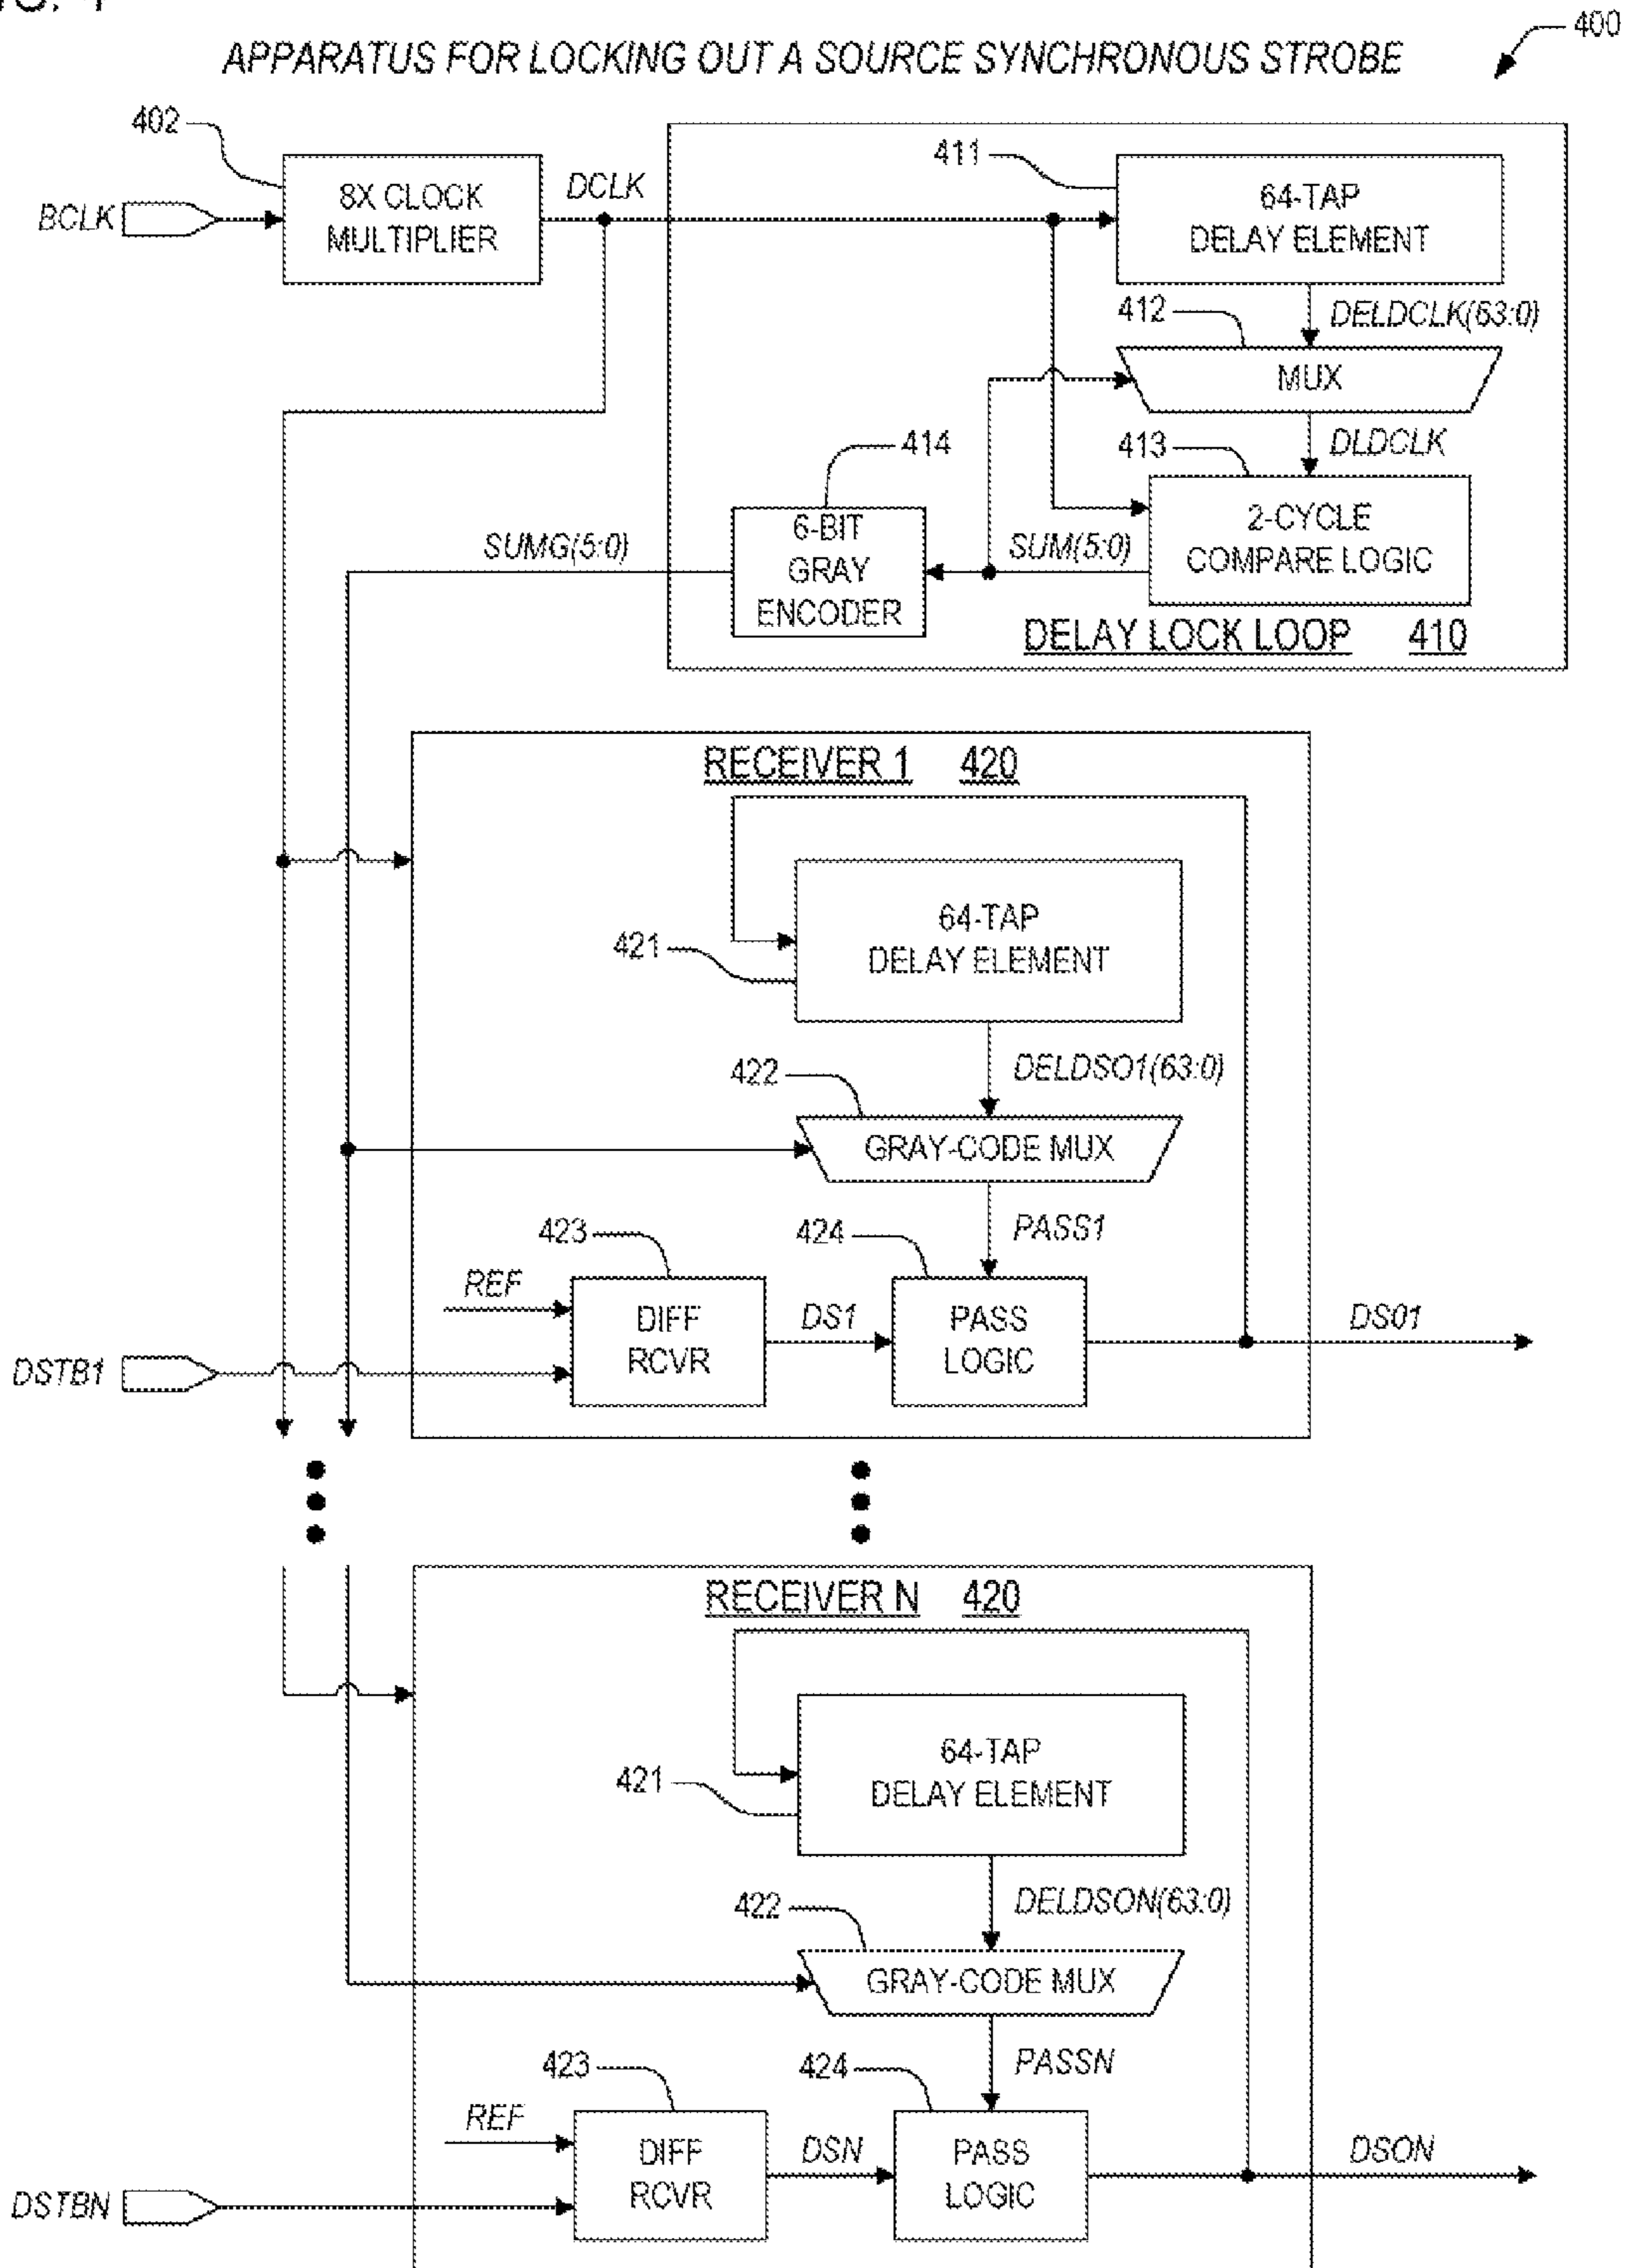 APPARATUS FOR LOCKING OUT A SOURCE SYNCHRONOUS STROBE
400
402
BCLK
8X CLOCK
MULTIPLIER
DCLK
411
64-TAP
DELAY ELEMENT
DELDCLK(63:0)
412
MUX
DLDCLK
413
2-CYCLE
COMPARE LOGIC
SUM(5:0)
414
6-BIT
GRAY
ENCODER
SUMG(5:0)
DELAY LOCK LOOP 410
RECEIVER 1 420
64-TAP
DELAY ELEMENT
421
DELDSO1(63:0)
422
GRAY-CODE MUX
PASS1
423
424
REF
DIFF
RCVR
DS1
PASS
LOGIC
DSO1
DSTB1
RECEIVER N 420
64-TAP
DELAY ELEMENT
421
DELDSON(63:0)
422
GRAY-CODE MUX
PASSN
423
424
REF
DIFF
RCVR
DSN
PASS
LOGIC
DSON
DSTBN